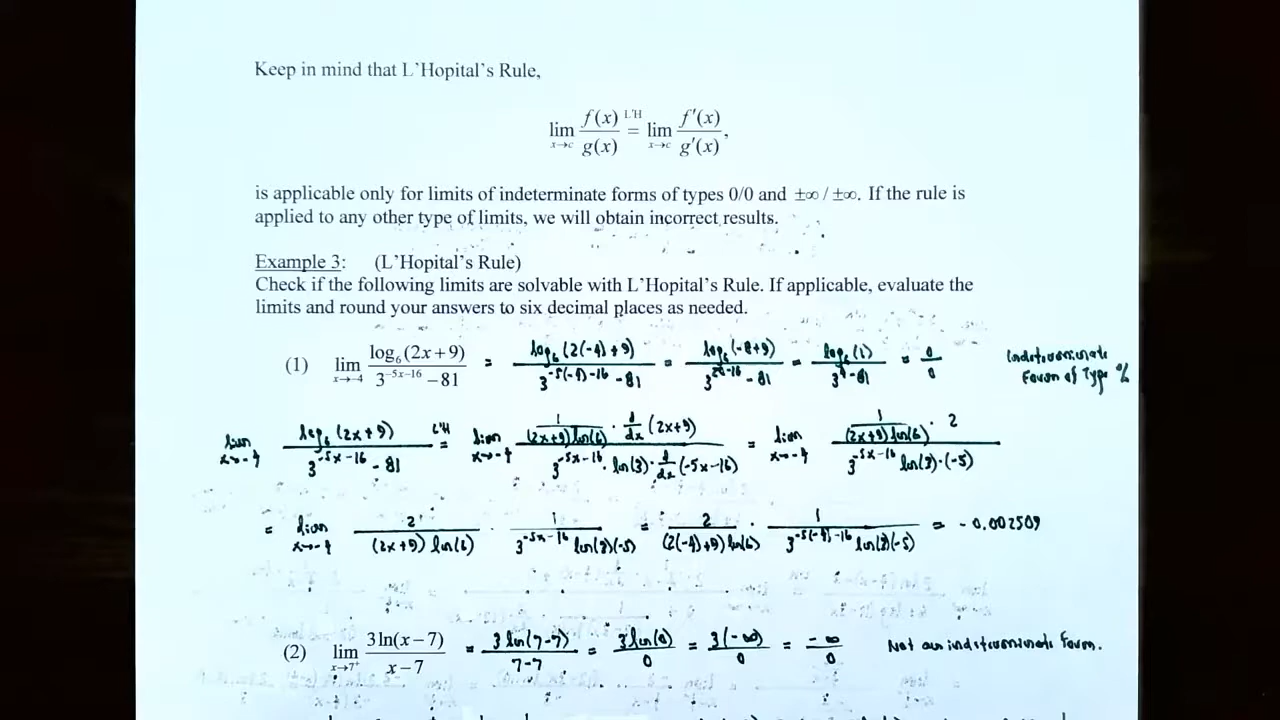 Keep in mind that L'Hopital's Rule,
lim x→c f(x)/g(x) L'H = lim x→c f'(x)/g'(x),
is applicable only for limits of indeterminate forms of types 0/0 and ±∞/±∞. If the rule is
applied to any other type of limits, we will obtain incorrect results.
Example 3: (L'Hopital's Rule)
Check if the following limits are solvable with L'Hopital's Rule. If applicable, evaluate the
limits and round your answers to six decimal places as needed.
(1) lim x→-4 log₆(2x+9)/(3^(-5x-16) - 81) = log₆(2(-4)+9)/(3^(-5(-4)-16) - 81) = log₆(-8+9)/(3^(20-16) - 81) = log₆(1)/(3^4 - 81) = 0/0 Indeterminate
Form of Type 0/0
lim x→-4 log₆(2x+9)/(3^(-5x-16) - 81) L'H = lim x→-4 (1/((2x+9) ln(6)) · d/dx (2x+9))/(3^(-5x-16) · ln(3) · d/dx (-5x-16)) = lim x→-4 (1/((2x+9) ln(6)) · 2)/(3^(-5x-16) ln(3)·(-5))
= lim x→-4 2/((2x+9) ln(6)) · 1/(3^(-5x-16) ln(3)(-5)) = 2/((2(-4)+9) ln(6)) · 1/(3^(-5(-4)-16) ln(3)(-5)) = -0.002509
(2) lim x→7⁺ 3ln(x-7)/(x-7) = 3 ln(7-7)/(7-7) = 3 ln(0)/0 = 3(-∞)/0 = -∞/0 Not an indeterminate form.